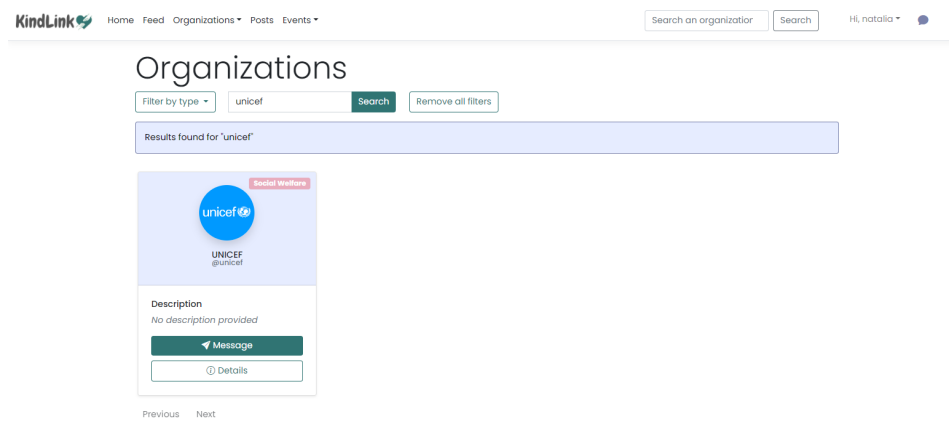 KindLink Home Feed Organizations Posts Events Search an organizatior Search Hi, natalia
Organizations
Filter by type unicef Search Remove all filters
Results found for "unicef"
Social Welfare
unicef
UNICEF
@unicef
Description
No description provided
Message
Details
Previous Next